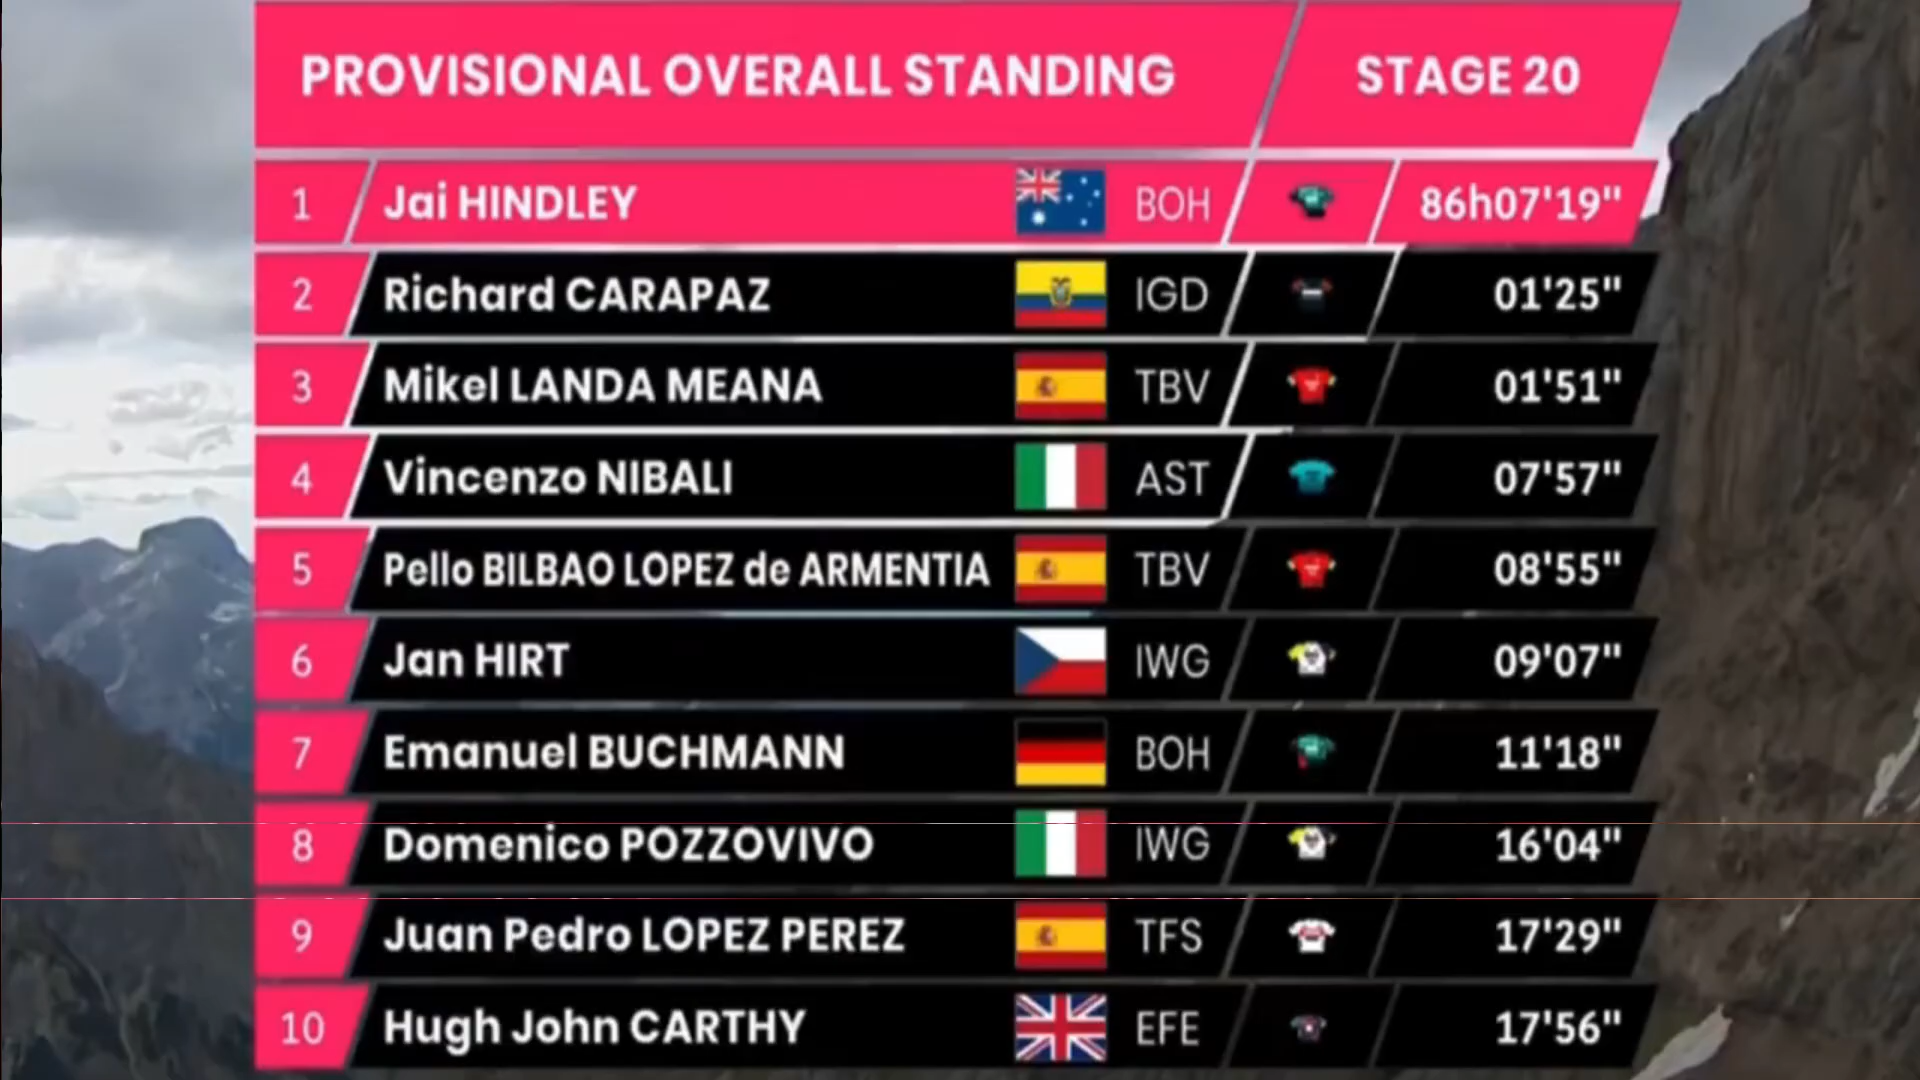 PROVISIONAL OVERALL STANDING STAGE 20
1 Jai HINDLEY BOH 86h07'19"
2 Richard CARAPAZ IGD 01'25"
3 Mikel LANDA MEANA TBV 01'51"
4 Vincenzo NIBALI AST 07'57"
5 Pello BILBAO LOPEZ de ARMENTIA TBV 08'55"
6 Jan HIRT IWG 09'07"
7 Emanuel BUCHMANN BOH 11'18"
8 Domenico POZZOVIVO IWG 16'04"
9 Juan Pedro LOPEZ PEREZ TFS 17'29"
10 Hugh John CARTHY EFE 17'56"